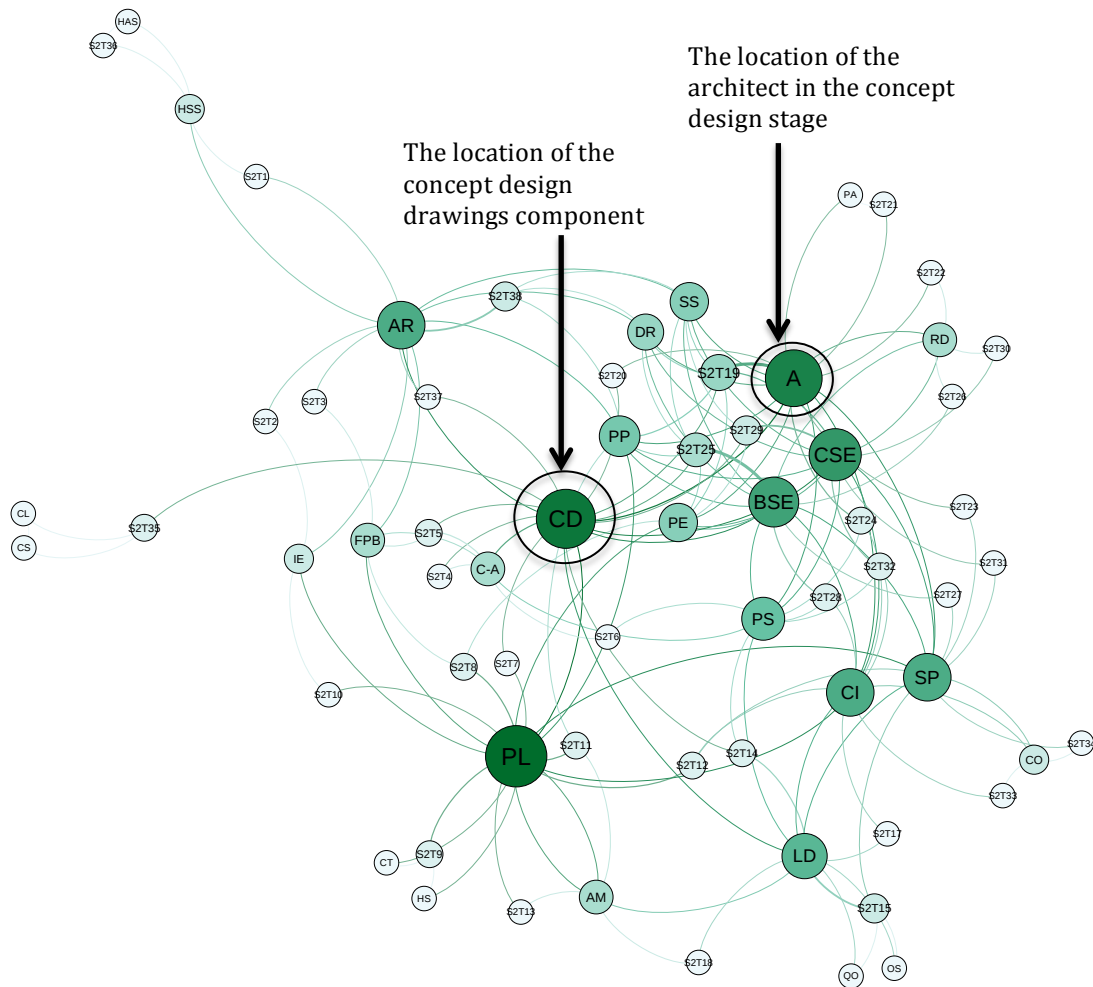 HAS
S2T36
The location of the
architect in the concept
design stage
HSS
The location of the
concept design
drawings component
S2T1
PA
S2T21
S2T22
S2T38
SS
AR
DR
RD
S2T30
S2T20
S2T19
A
S2T3
S2T37
S2T26
S2T2
PP
S2T29
S2T25
CSE
CL
S2T35
CS
BSE
S2T23
CD
PE
S2T24
IE
FPB
S2T5
S2T4
C-A
S2T32
S2T31
S2T28
S2T27
PS
S2T6
S2T8
S2T7
SP
S2T10
CI
PL
S2T11
S2T12
S2T14
CO
S2T34
S2T33
S2T17
CT
S2T9
LD
HS
S2T13
AM
S2T15
S2T18
QO
OS